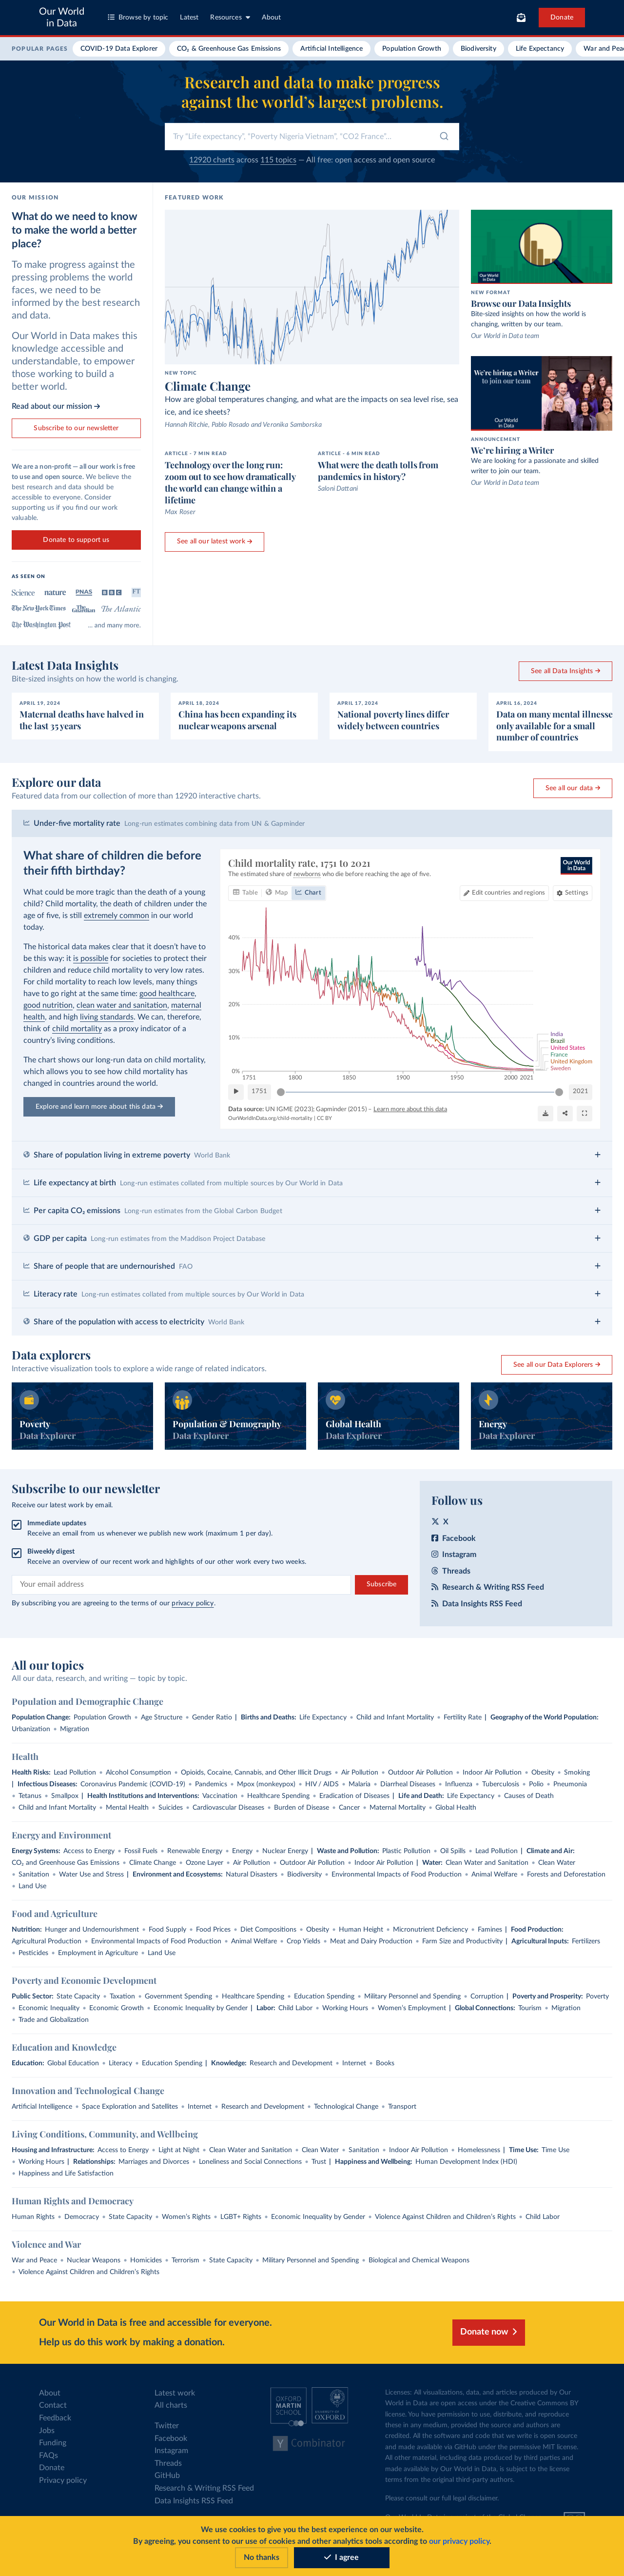 Our World
in Data
Browse by topic
Latest
Resources
About
Donate
POPULAR PAGES
COVID-19 Data Explorer
CO₂ & Greenhouse Gas Emissions
Artificial Intelligence
Population Growth
Biodiversity
Life Expectancy
War and Peac
Research and data to make progress
against the world's largest problems.
Try "Life expectancy", "Poverty Nigeria Vietnam", "CO2 France"...
12920 charts across 115 topics — All free: open access and open source
OUR MISSION
What do we need to know
to make the world a better
place?
To make progress against the
pressing problems the world
faces, we need to be
informed by the best research
and data.
Our World in Data makes this
knowledge accessible and
understandable, to empower
those working to build a
better world.
Read about our mission →
Subscribe to our newsletter
We are a non-profit — all our work is free
to use and open source. We believe the
best research and data should be
accessible to everyone. Consider
supporting us if you find our work
valuable.
Donate to support us
AS SEEN ON
Science nature PNAS BBC FT
The New York Times The Guardian The Atlantic
The Washington Post ... and many more.
FEATURED WORK
NEW TOPIC
Climate Change
How are global temperatures changing, and what are the impacts on sea level rise, sea
ice, and ice sheets?
Hannah Ritchie, Pablo Rosado and Veronika Samborska
ARTICLE · 7 MIN READ
Technology over the long run:
zoom out to see how dramatically
the world can change within a
lifetime
Max Roser
ARTICLE · 6 MIN READ
What were the death tolls from
pandemics in history?
Saloni Dattani
See all our latest work →
Our World
in Data
NEW FORMAT
Browse our Data Insights
Bite-sized insights on how the world is
changing, written by our team.
Our World in Data team
We're hiring a Writer
to join our team
Our World
in Data
ANNOUNCEMENT
We're hiring a Writer
We are looking for a passionate and skilled
writer to join our team.
Our World in Data team
Latest Data Insights
Bite-sized insights on how the world is changing.
See all Data Insights →
APRIL 19, 2024
Maternal deaths have halved in
the last 35 years
APRIL 18, 2024
China has been expanding its
nuclear weapons arsenal
APRIL 17, 2024
National poverty lines differ
widely between countries
APRIL 16, 2024
Data on many mental illnesse
only available for a small
number of countries
Explore our data
Featured data from our collection of more than 12920 interactive charts.
See all our data →
Under-five mortality rate Long-run estimates combining data from UN & Gapminder
What share of children die before
their fifth birthday?
What could be more tragic than the death of a young
child? Child mortality, the death of children under the
age of five, is still extremely common in our world
today.
The historical data makes clear that it doesn't have to
be this way: it is possible for societies to protect their
children and reduce child mortality to very low rates.
For child mortality to reach low levels, many things
have to go right at the same time: good healthcare,
good nutrition, clean water and sanitation, maternal
health, and high living standards. We can, therefore,
think of child mortality as a proxy indicator of a
country's living conditions.
The chart shows our long-run data on child mortality,
which allows you to see how child mortality has
changed in countries around the world.
Explore and learn more about this data →
Child mortality rate, 1751 to 2021
The estimated share of newborns who die before reaching the age of five.
Our World
in Data
Table
Map
Chart
Edit countries and regions
Settings
40%
30%
20%
10%
0%
India
Brazil
United States
France
United Kingdom
Sweden
1751 1800 1850 1900 1950 2000 2021
1751
2021
Data source: UN IGME (2023); Gapminder (2015) – Learn more about this data
OurWorldInData.org/child-mortality | CC BY
Share of population living in extreme poverty World Bank +
Life expectancy at birth Long-run estimates collated from multiple sources by Our World in Data +
Per capita CO₂ emissions Long-run estimates from the Global Carbon Budget +
GDP per capita Long-run estimates from the Maddison Project Database +
Share of people that are undernourished FAO +
Literacy rate Long-run estimates collated from multiple sources by Our World in Data +
Share of the population with access to electricity World Bank +
Data explorers
Interactive visualization tools to explore a wide range of related indicators.
See all our Data Explorers →
Poverty
Data Explorer
Population & Demography
Data Explorer
Global Health
Data Explorer
Energy
Data Explorer
Subscribe to our newsletter
Receive our latest work by email.
Immediate updates
Receive an email from us whenever we publish new work (maximum 1 per day).
Biweekly digest
Receive an overview of our recent work and highlights of our other work every two weeks.
Your email address
Subscribe
By subscribing you are agreeing to the terms of our privacy policy.
Follow us
X
Facebook
Instagram
Threads
Research & Writing RSS Feed
Data Insights RSS Feed
All our topics
All our data, research, and writing — topic by topic.
Population and Demographic Change
Population Change: Population Growth • Age Structure • Gender Ratio | Births and Deaths: Life Expectancy • Child and Infant Mortality • Fertility Rate | Geography of the World Population:
Urbanization • Migration
Health
Health Risks: Lead Pollution • Alcohol Consumption • Opioids, Cocaine, Cannabis, and Other Illicit Drugs • Air Pollution • Outdoor Air Pollution • Indoor Air Pollution • Obesity • Smoking
| Infectious Diseases: Coronavirus Pandemic (COVID-19) • Pandemics • Mpox (monkeypox) • HIV / AIDS • Malaria • Diarrheal Diseases • Influenza • Tuberculosis • Polio • Pneumonia
• Tetanus • Smallpox | Health Institutions and Interventions: Vaccination • Healthcare Spending • Eradication of Diseases | Life and Death: Life Expectancy • Causes of Death
• Child and Infant Mortality • Mental Health • Suicides • Cardiovascular Diseases • Burden of Disease • Cancer • Maternal Mortality • Global Health
Energy and Environment
Energy Systems: Access to Energy • Fossil Fuels • Renewable Energy • Energy • Nuclear Energy | Waste and Pollution: Plastic Pollution • Oil Spills • Lead Pollution | Climate and Air:
CO₂ and Greenhouse Gas Emissions • Climate Change • Ozone Layer • Air Pollution • Outdoor Air Pollution • Indoor Air Pollution | Water: Clean Water and Sanitation • Clean Water
• Sanitation • Water Use and Stress | Environment and Ecosystems: Natural Disasters • Biodiversity • Environmental Impacts of Food Production • Animal Welfare • Forests and Deforestation
• Land Use
Food and Agriculture
Nutrition: Hunger and Undernourishment • Food Supply • Food Prices • Diet Compositions • Obesity • Human Height • Micronutrient Deficiency • Famines | Food Production:
Agricultural Production • Environmental Impacts of Food Production • Animal Welfare • Crop Yields • Meat and Dairy Production • Farm Size and Productivity | Agricultural Inputs: Fertilizers
• Pesticides • Employment in Agriculture • Land Use
Poverty and Economic Development
Public Sector: State Capacity • Taxation • Government Spending • Healthcare Spending • Education Spending • Military Personnel and Spending • Corruption | Poverty and Prosperity: Poverty
• Economic Inequality • Economic Growth • Economic Inequality by Gender | Labor: Child Labor • Working Hours • Women's Employment | Global Connections: Tourism • Migration
• Trade and Globalization
Education and Knowledge
Education: Global Education • Literacy • Education Spending | Knowledge: Research and Development • Internet • Books
Innovation and Technological Change
Artificial Intelligence • Space Exploration and Satellites • Internet • Research and Development • Technological Change • Transport
Living Conditions, Community, and Wellbeing
Housing and Infrastructure: Access to Energy • Light at Night • Clean Water and Sanitation • Clean Water • Sanitation • Indoor Air Pollution • Homelessness | Time Use: Time Use
• Working Hours | Relationships: Marriages and Divorces • Loneliness and Social Connections • Trust | Happiness and Wellbeing: Human Development Index (HDI)
• Happiness and Life Satisfaction
Human Rights and Democracy
Human Rights • Democracy • State Capacity • Women's Rights • LGBT+ Rights • Economic Inequality by Gender • Violence Against Children and Children's Rights • Child Labor
Violence and War
War and Peace • Nuclear Weapons • Homicides • Terrorism • State Capacity • Military Personnel and Spending • Biological and Chemical Weapons
• Violence Against Children and Children's Rights
Our World in Data is free and accessible for everyone.
Help us do this work by making a donation.
Donate now
About
Contact
Feedback
Jobs
Funding
FAQs
Donate
Privacy policy
Latest work
All charts
Twitter
Facebook
Instagram
Threads
GitHub
Research & Writing RSS Feed
Data Insights RSS Feed
OXFORD
MARTIN
SCHOOL
UNIVERSITY OF
OXFORD
Y Combinator
Licenses: All visualizations, data, and articles produced by Our
World in Data are open access under the Creative Commons BY
license. You have permission to use, distribute, and reproduce
these in any medium, provided the source and authors are
credited. All the software and code that we write is open source
and made available via GitHub under the permissive MIT license.
All other material, including data produced by third parties and
made available by Our World in Data, is subject to the license
terms from the original third-party authors.
Please consult our full legal disclaimer.
We use cookies to give you the best experience on our website.
By agreeing, you consent to our use of cookies and other analytics tools according to our privacy policy.
No thanks
I agree